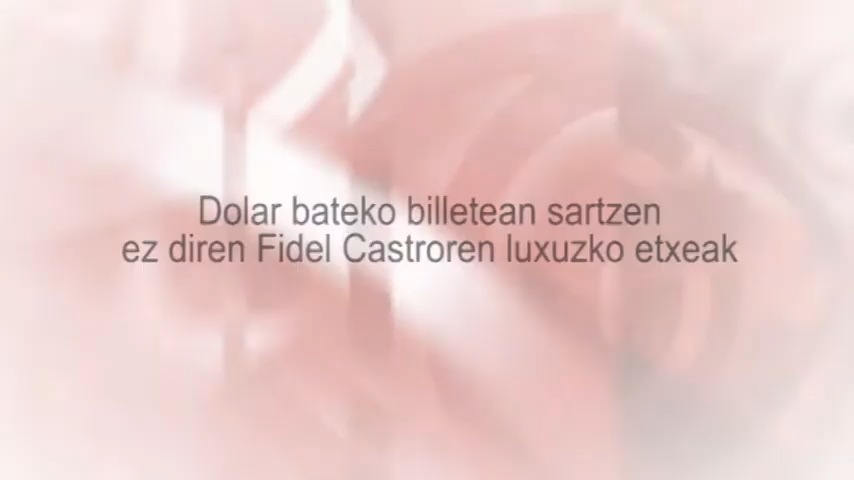 Dolar bateko billetean sartzen
ez diren Fidel Castroren luxuzko etxeak